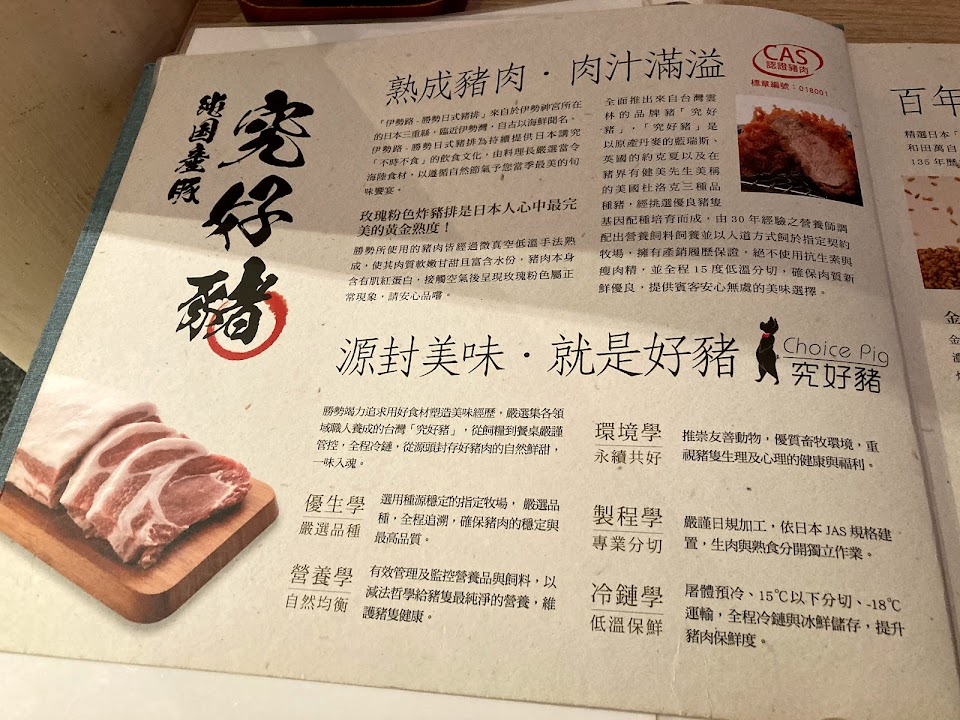 究好豬
純国產豚
熟成豬肉・肉汁滿溢
CAS
認證豬肉
標章編號：018001
「伊勢路、勝勢日式豬排」來自於伊勢神宮所在
的日本三重縣，臨近伊勢灣，自古以海鮮聞名。
伊勢路、勝勢日式豬排為持續提供日本講究
「不時不食」的飲食文化，由料理長嚴選當令
海陸食材，以遵循自然節氣予您當季最美的旬
味饗宴。
玫瑰粉色炸豬排是日本人心中最完
美的黃金熟度！
勝勢所使用的豬肉皆經過微真空低溫手法熟
成，使其肉質軟嫩甘甜且富含水份，豬肉本身
含有肌紅蛋白，接觸空氣後呈現玫瑰粉色屬正
常現象，請安心品嚐。
全面推出來自台灣雲
林的品牌豬「究好
豬」，「究好豬」是
以原產丹麥的藍瑞斯、
英國的約克夏以及在
豬界有健美先生美稱
的美國杜洛克三種品
種豬，經挑選優良豬隻
基因配種培育而成，由30年經驗之營養師調
配出營養飼料飼養並以人道方式飼於指定契約
牧場，擁有產銷履歷保證，絕不使用抗生素與
瘦肉精，並全程15度低溫分切，確保肉質新
鮮優良，提供賓客安心無慮的美味選擇。
源封美味・就是好豬
Choice Pig
究好豬
勝勢竭力追求用好食材塑造美味經歷，嚴選集各領
域職人養成的台灣「究好豬」，從飼糧到餐桌嚴謹
管控，全程冷鏈，從源頭封存好豬肉的自然鮮甜，
一味入魂。
優生學
嚴選品種
選用種源穩定的指定牧場， 嚴選品
種，全程追溯，確保豬肉的穩定與
最高品質。
營養學
自然均衡
有效管理及監控營養品與飼料，以
減法哲學給豬隻最純淨的營養，維
護豬隻健康。
環境學
永續共好
推崇友善動物，優質畜牧環境，重
視豬隻生理及心理的健康與福利。
製程學
專業分切
嚴謹日規加工，依日本 JAS 規格建
置，生肉與熟食分開獨立作業。
冷鏈學
低溫保鮮
屠體預冷、15℃以下分切、-18℃
運輸，全程冷鏈與冰鮮儲存，提升
豬肉保鮮度。
百年
精選日本「
和田萬自
135年歷
金
金
濃